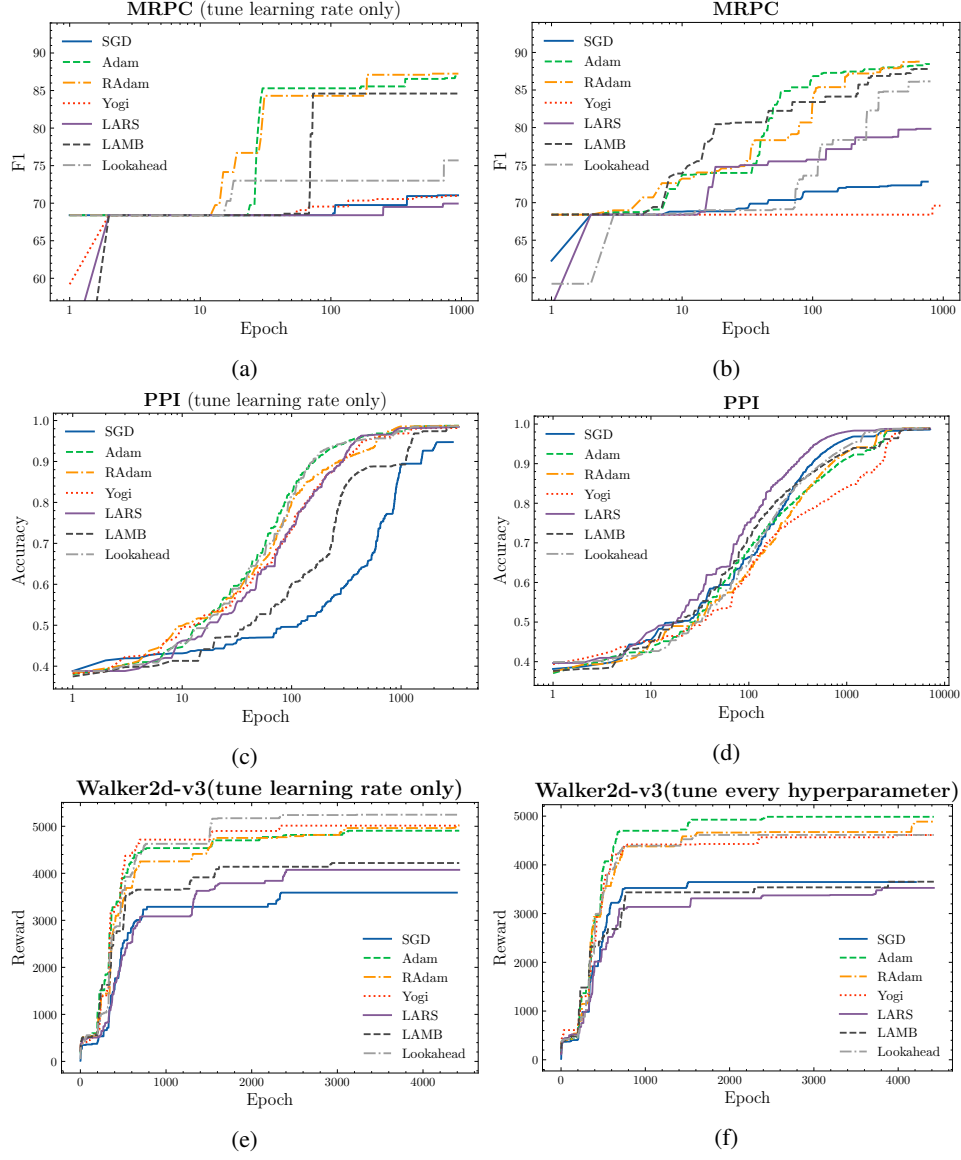 MRPC (tune learning rate only)
F1
90
85
80
75
70
65
60
SGD
Adam
RAdam
Yogi
LARS
LAMB
Lookahead
1
10
100
1000
Epoch
(a)
MRPC
F1
90
85
80
75
70
65
60
SGD
Adam
RAdam
Yogi
LARS
LAMB
Lookahead
1
10
100
1000
Epoch
(b)
PPI (tune learning rate only)
Accuracy
1.0
0.9
0.8
0.7
0.6
0.5
0.4
SGD
Adam
RAdam
Yogi
LARS
LAMB
Lookahead
1
10
100
1000
Epoch
(c)
PPI
Accuracy
1.0
0.9
0.8
0.7
0.6
0.5
0.4
SGD
Adam
RAdam
Yogi
LARS
LAMB
Lookahead
1
10
100
1000
10000
Epoch
(d)
Walker2d-v3(tune learning rate only)
Reward
5000
4000
3000
2000
1000
0
SGD
Adam
RAdam
Yogi
LARS
LAMB
Lookahead
0
1000
2000
3000
4000
Epoch
(e)
Walker2d-v3(tune every hyperparameter)
Reward
5000
4000
3000
2000
1000
0
SGD
Adam
RAdam
Yogi
LARS
LAMB
Lookahead
0
1000
2000
3000
4000
Epoch
(f)